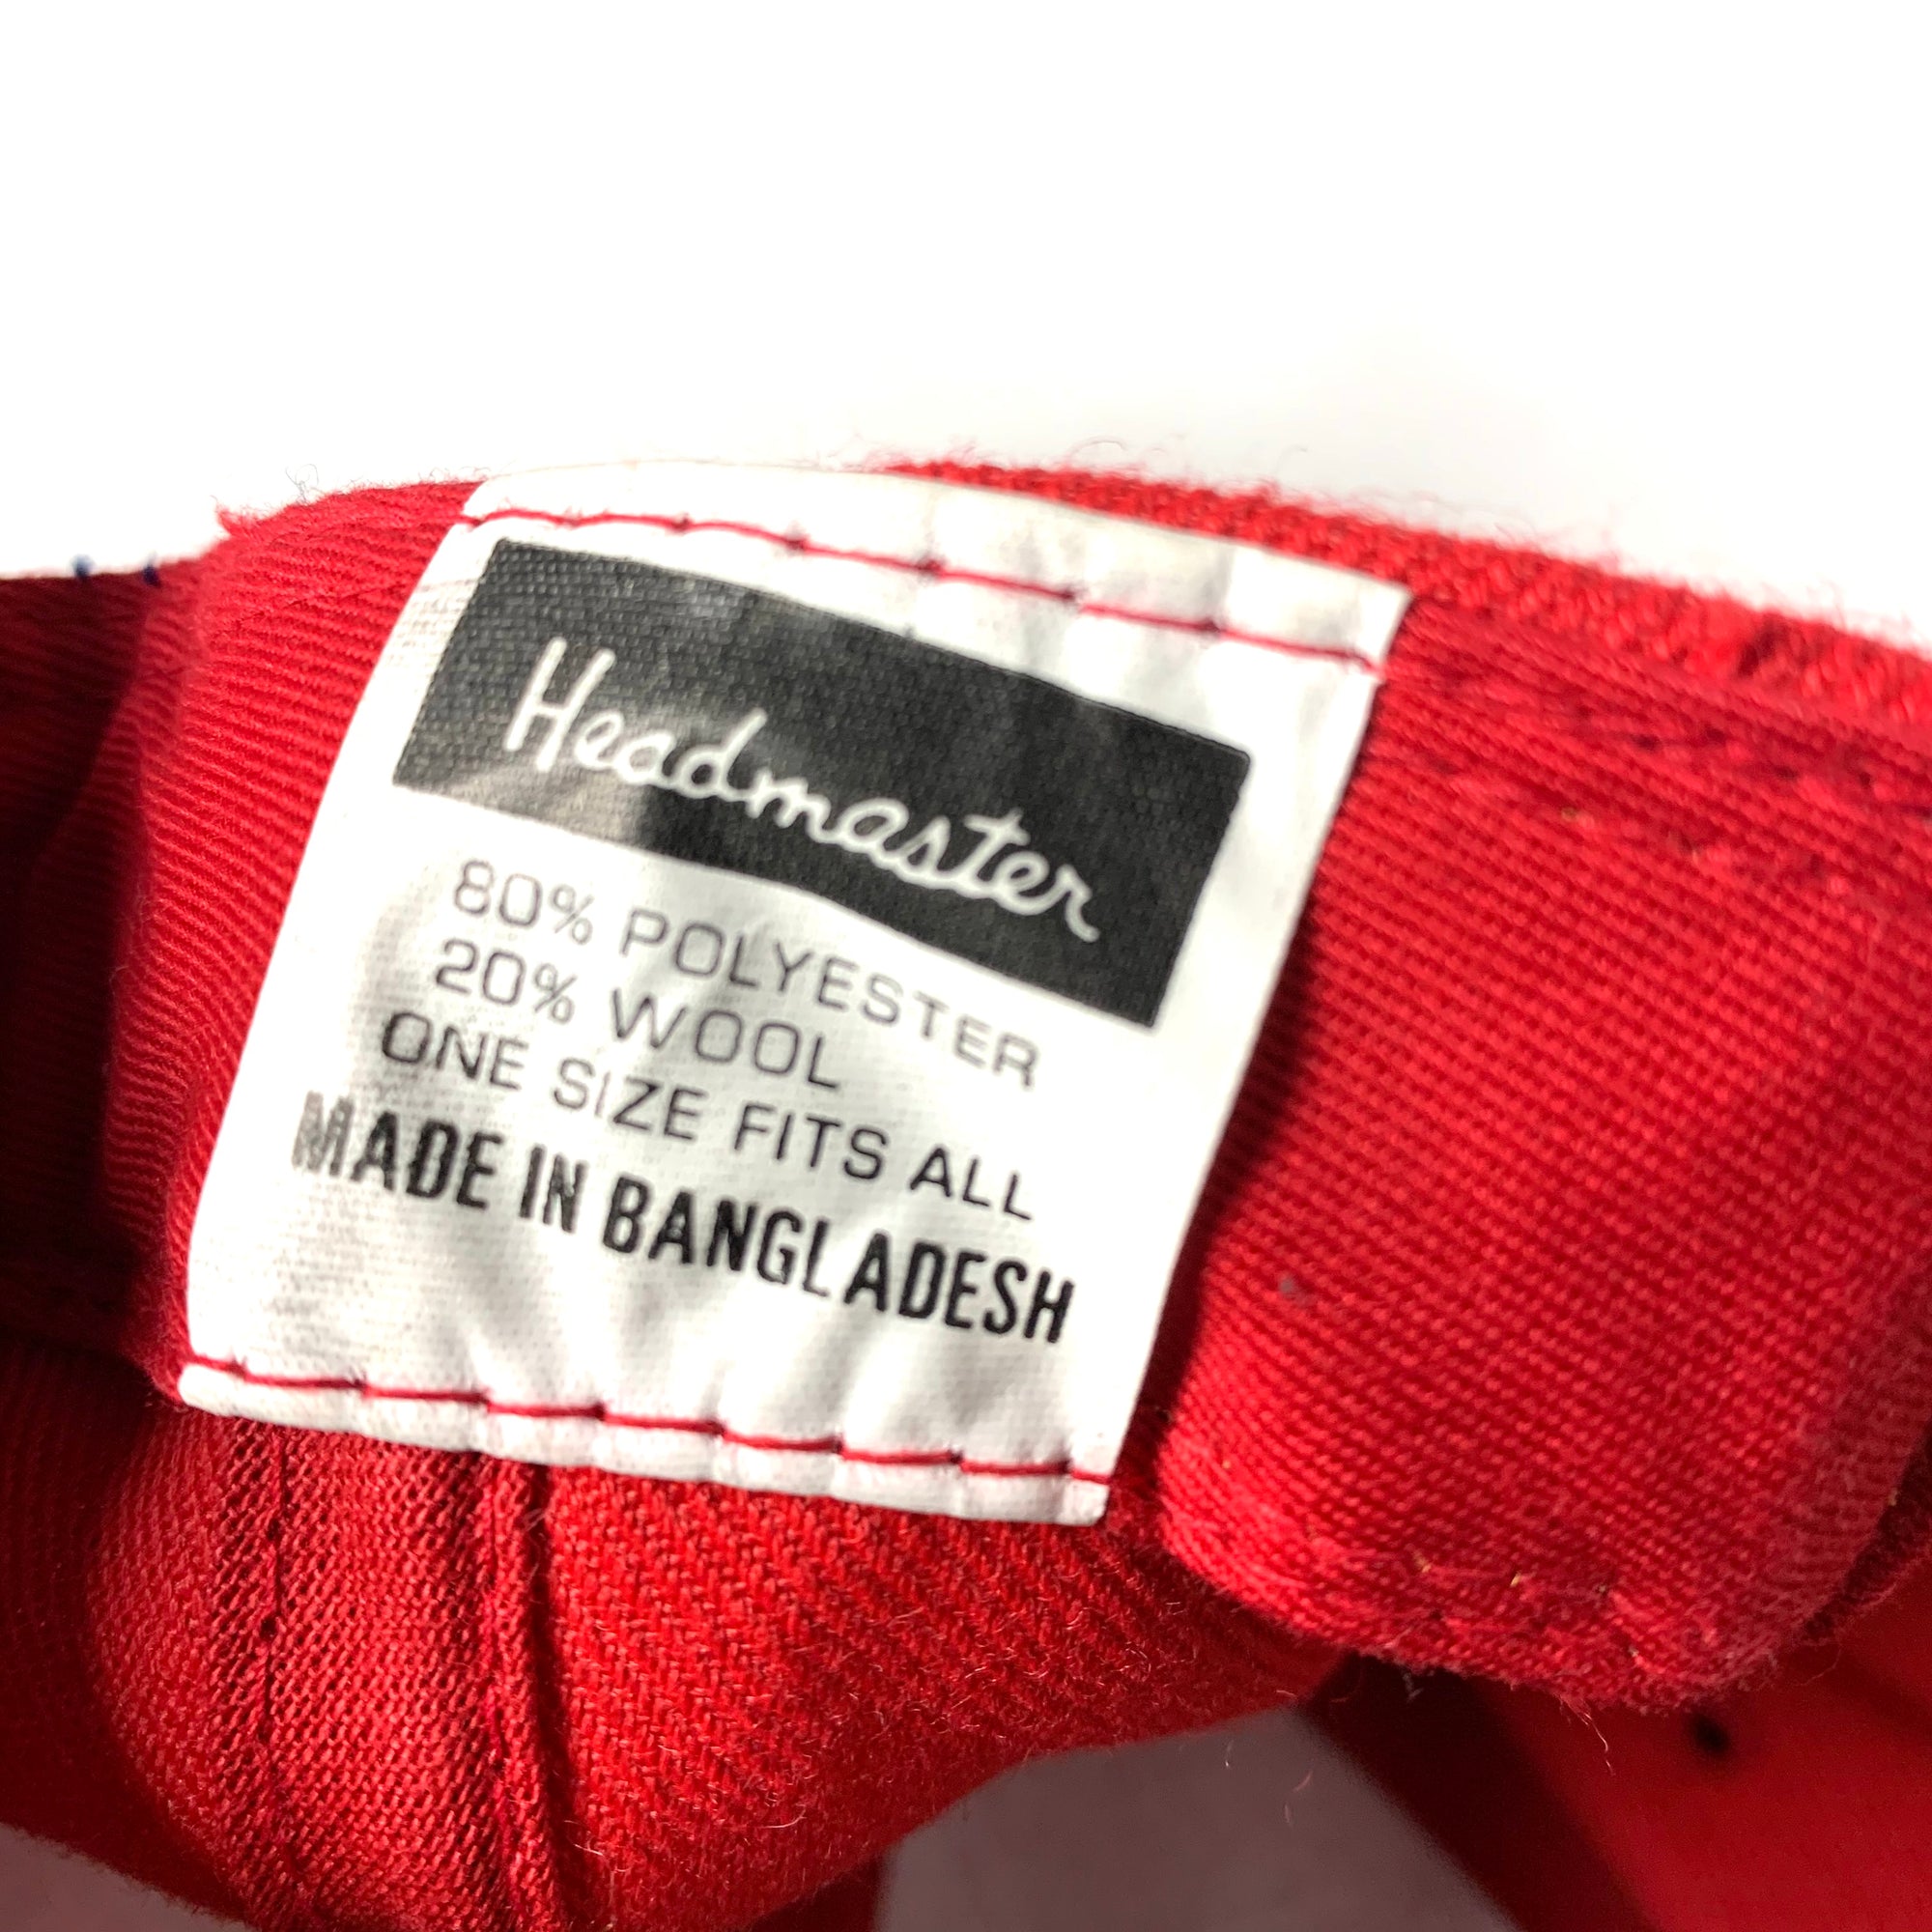 Headmaster
80% POLYESTER
20% WOOL
ONE SIZE FITS ALL
MADE IN BANGLADESH